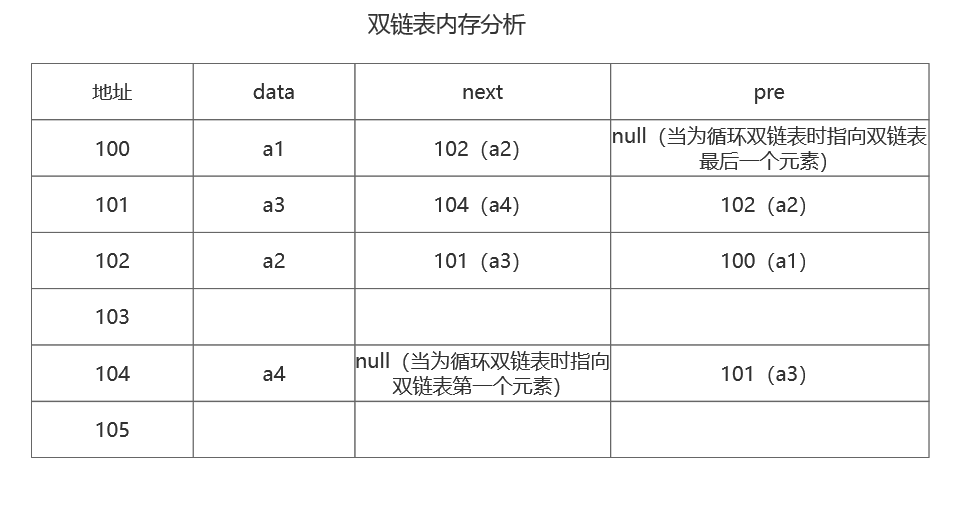 双链表内存分析
地址 data next pre
100 a1 102（a2） null（当为循环双链表时指向双链表
最后一个元素）
101 a3 104（a4） 102（a2）
102 a2 101（a3） 100（a1）
103
104 a4 null（当为循环双链表时指向 101（a3）
双链表第一个元素）
105